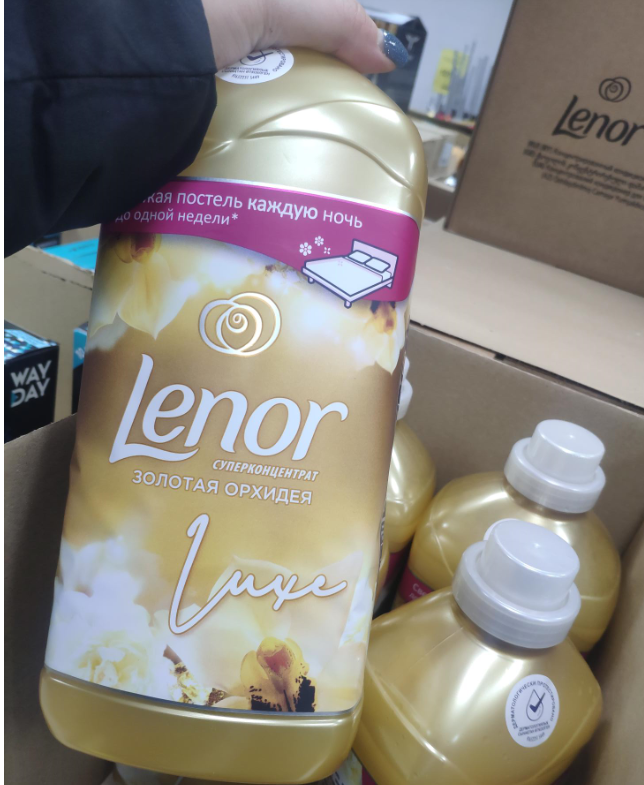 кая постель каждую ночь
до одной недели*
Lenor
СУПЕРКОНЦЕНТРАТ
ЗОЛОТАЯ ОРХИДЕЯ
Luxe
Lenor
WAY
DAY